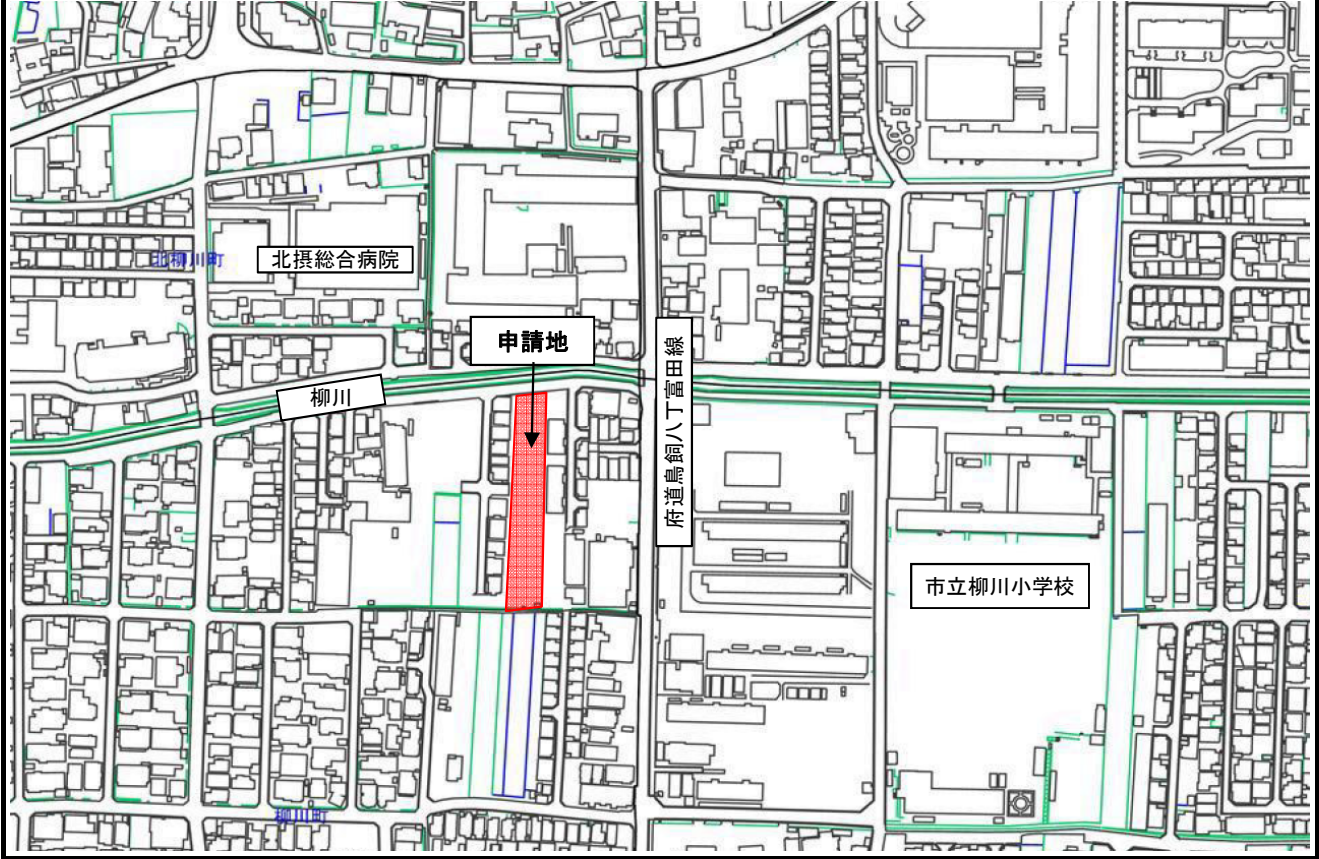 北柳川町
北摂総合病院
申請地
柳川
府道鳥飼八丁富田線
市立柳川小学校
柳川町